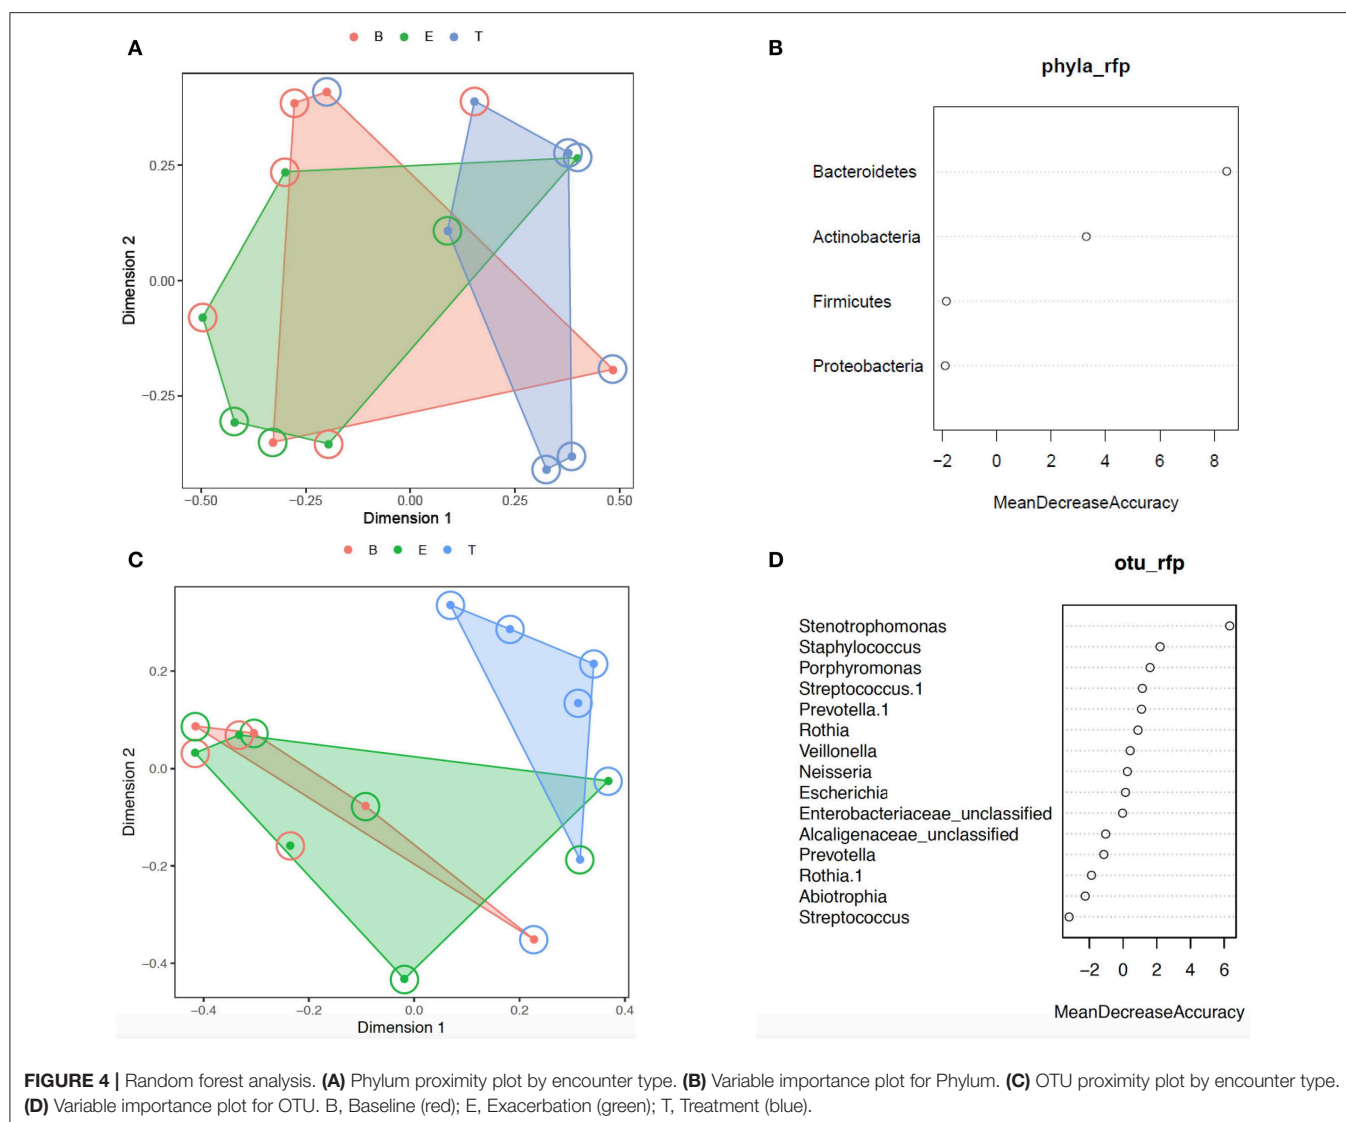 A
B E T
0.25
0.00
−0.25
Dimension 2
−0.50 −0.25 0.00 0.25 0.50
Dimension 1
B
phyla_rfp
Bacteroidetes
Actinobacteria
Firmicutes
Proteobacteria
−2 0 2 4 6 8
MeanDecreaseAccuracy
C
B E T
0.2
0.0
−0.2
−0.4
Dimension 2
−0.4 −0.2 0.0 0.2 0.4
Dimension 1
D
otu_rfp
Stenotrophomonas
Staphylococcus
Porphyromonas
Streptococcus.1
Prevotella.1
Rothia
Veillonella
Neisseria
Escherichia
Enterobacteriaceae_unclassified
Alcaligenaceae_unclassified
Prevotella
Rothia.1
Abiotrophia
Streptococcus
−2 0 2 4 6
MeanDecreaseAccuracy
FIGURE 4 | Random forest analysis. (A) Phylum proximity plot by encounter type. (B) Variable importance plot for Phylum. (C) OTU proximity plot by encounter type.
(D) Variable importance plot for OTU. B, Baseline (red); E, Exacerbation (green); T, Treatment (blue).